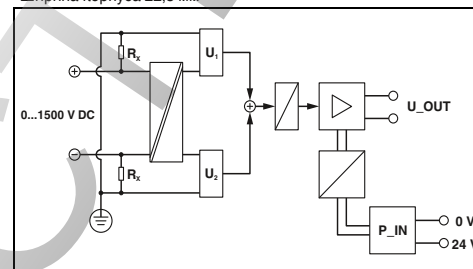 Ширина корпуса 22,5 мм
Rx
U1
+
0...1500 V DC
U_OUT
−
Rx
U2
P_IN
0 V
24 V